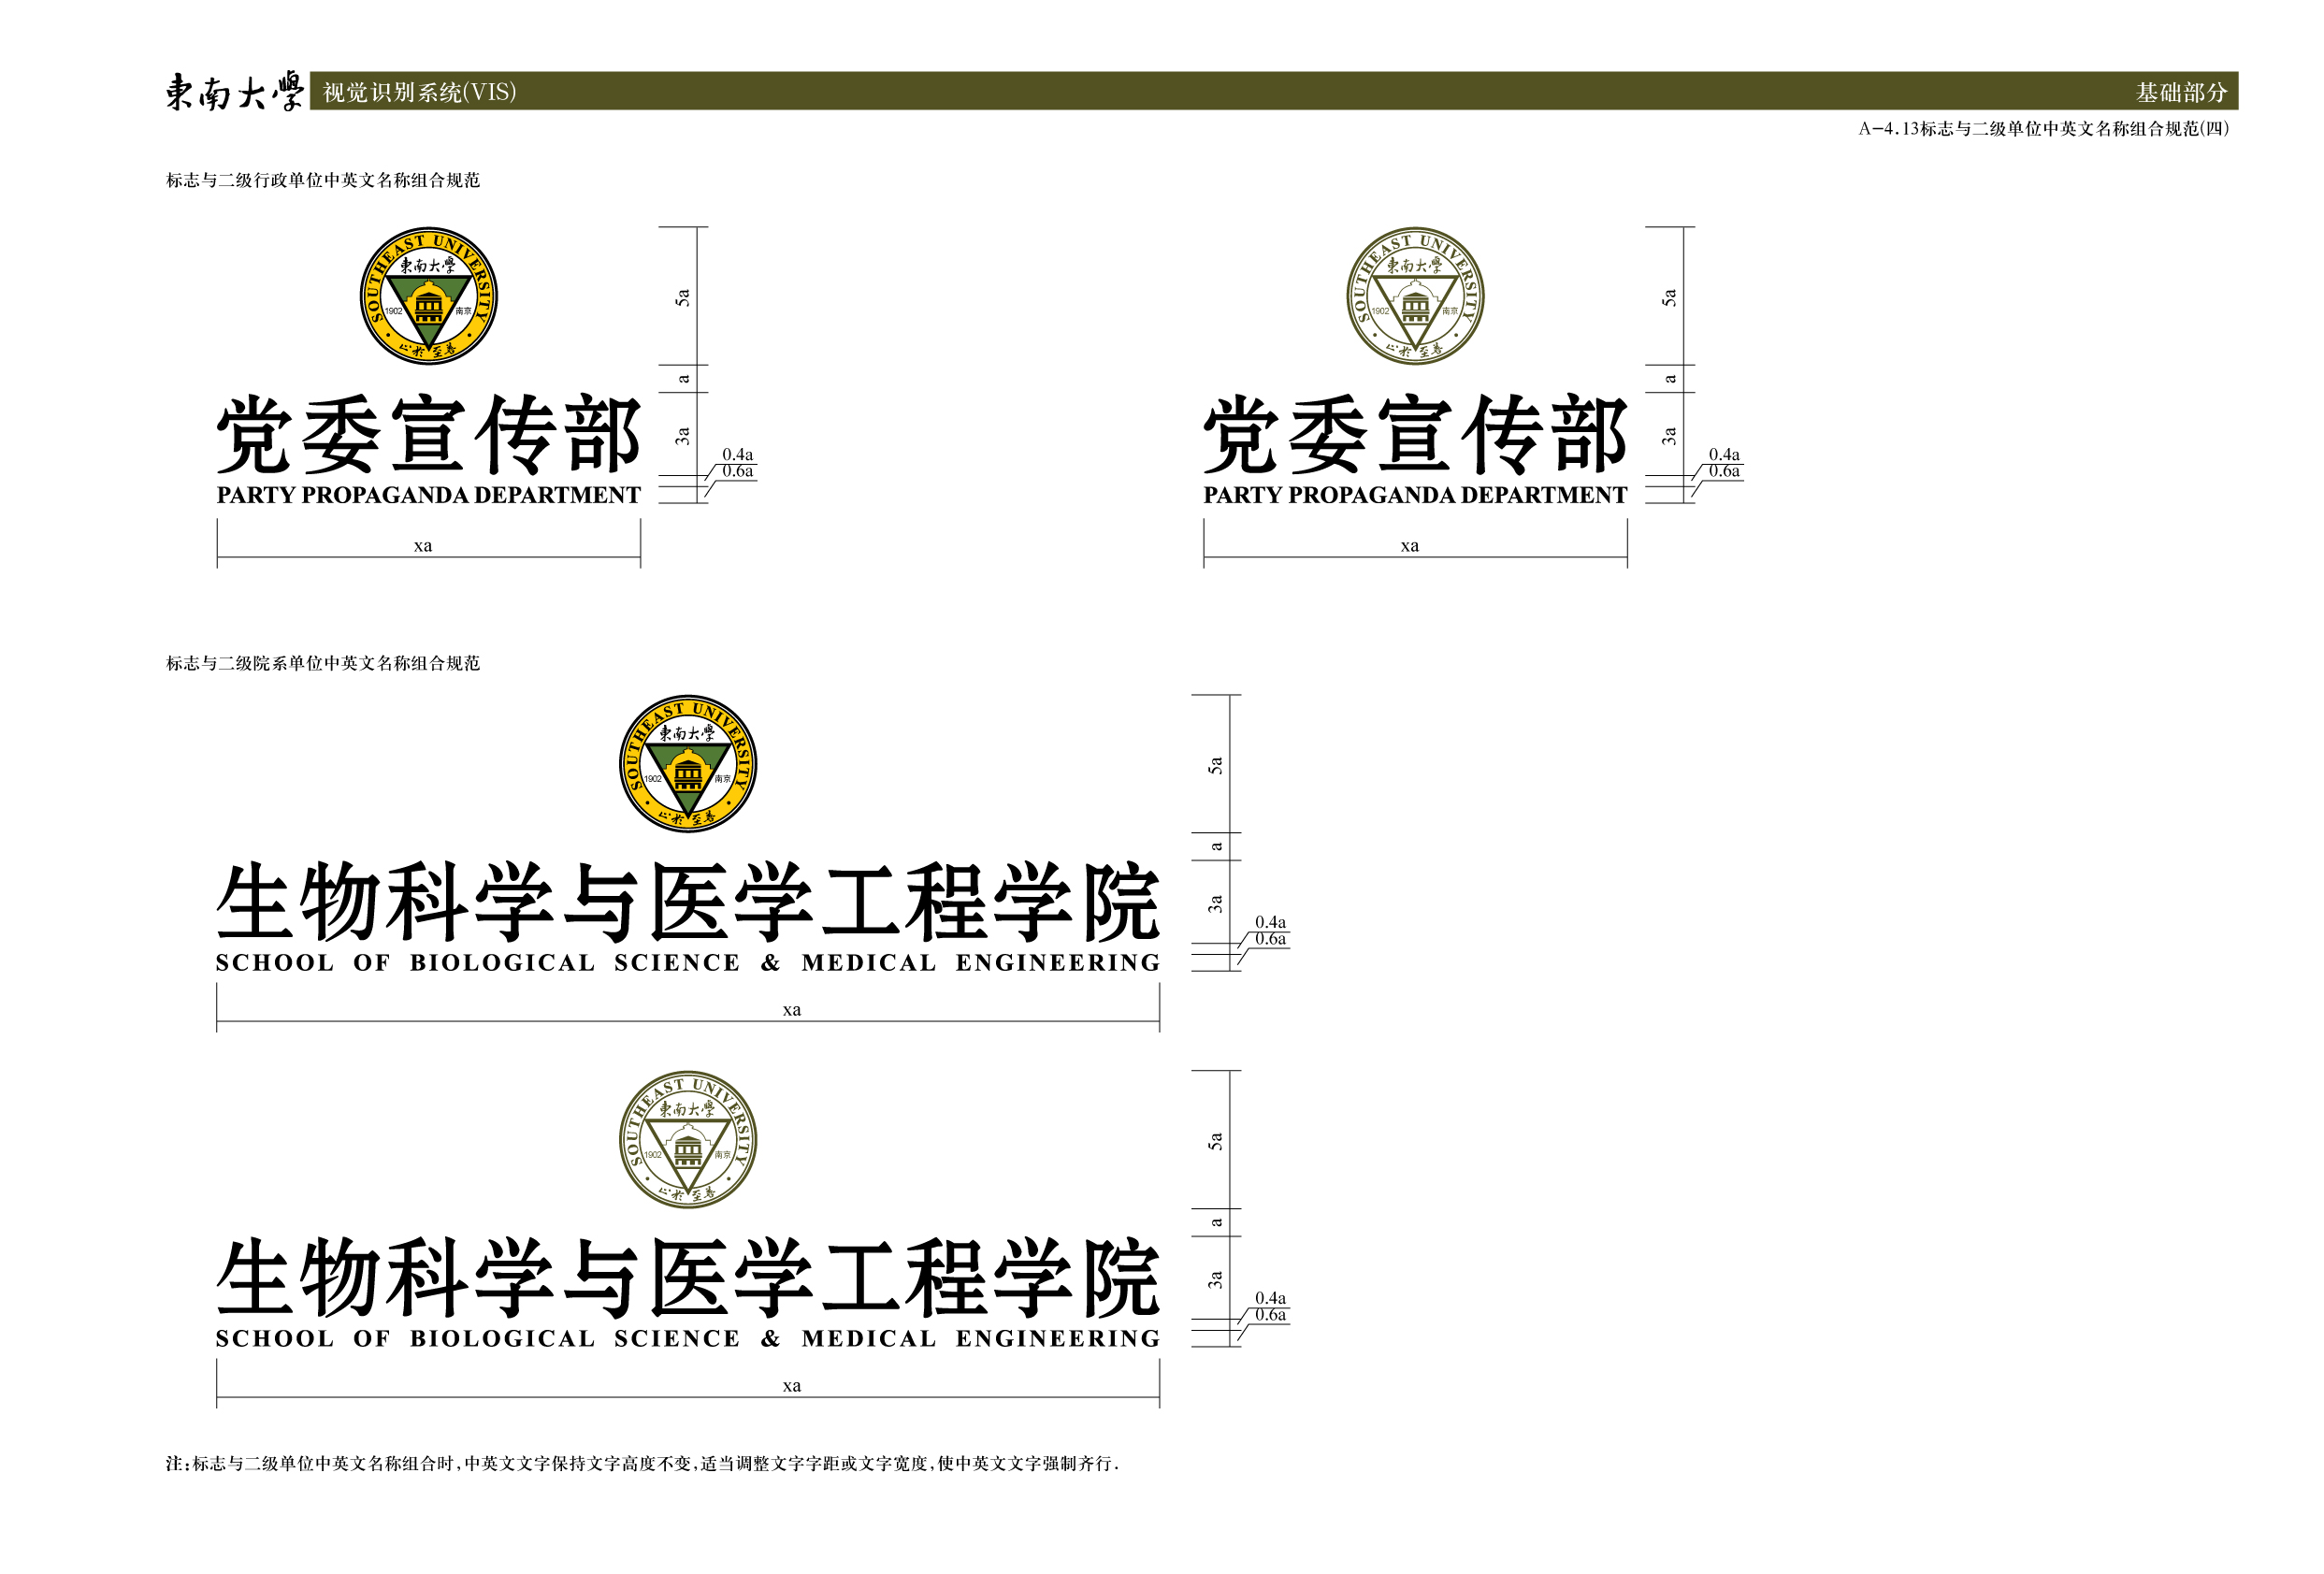 東南大學 视觉识别系统(VIS) 基础部分
A-4.13标志与二级单位中英文名称组合规范(四)
标志与二级行政单位中英文名称组合规范
SOUTHEAST UNIVERSITY
東南大學
1902 南京
止於至善
5a
a
党委宣传部
3a
0.4a
0.6a
PARTY PROPAGANDA DEPARTMENT
xa
SOUTHEAST UNIVERSITY
東南大學
1902 南京
止於至善
5a
a
党委宣传部
3a
0.4a
0.6a
PARTY PROPAGANDA DEPARTMENT
xa
标志与二级院系单位中英文名称组合规范
SOUTHEAST UNIVERSITY
東南大學
1902 南京
止於至善
5a
a
生物科学与医学工程学院
3a
0.4a
0.6a
SCHOOL OF BIOLOGICAL SCIENCE & MEDICAL ENGINEERING
xa
SOUTHEAST UNIVERSITY
東南大學
1902 南京
止於至善
5a
a
生物科学与医学工程学院
3a
0.4a
0.6a
SCHOOL OF BIOLOGICAL SCIENCE & MEDICAL ENGINEERING
xa
注:标志与二级单位中英文名称组合时,中英文文字保持文字高度不变,适当调整文字字距或文字宽度,使中英文文字强制齐行.